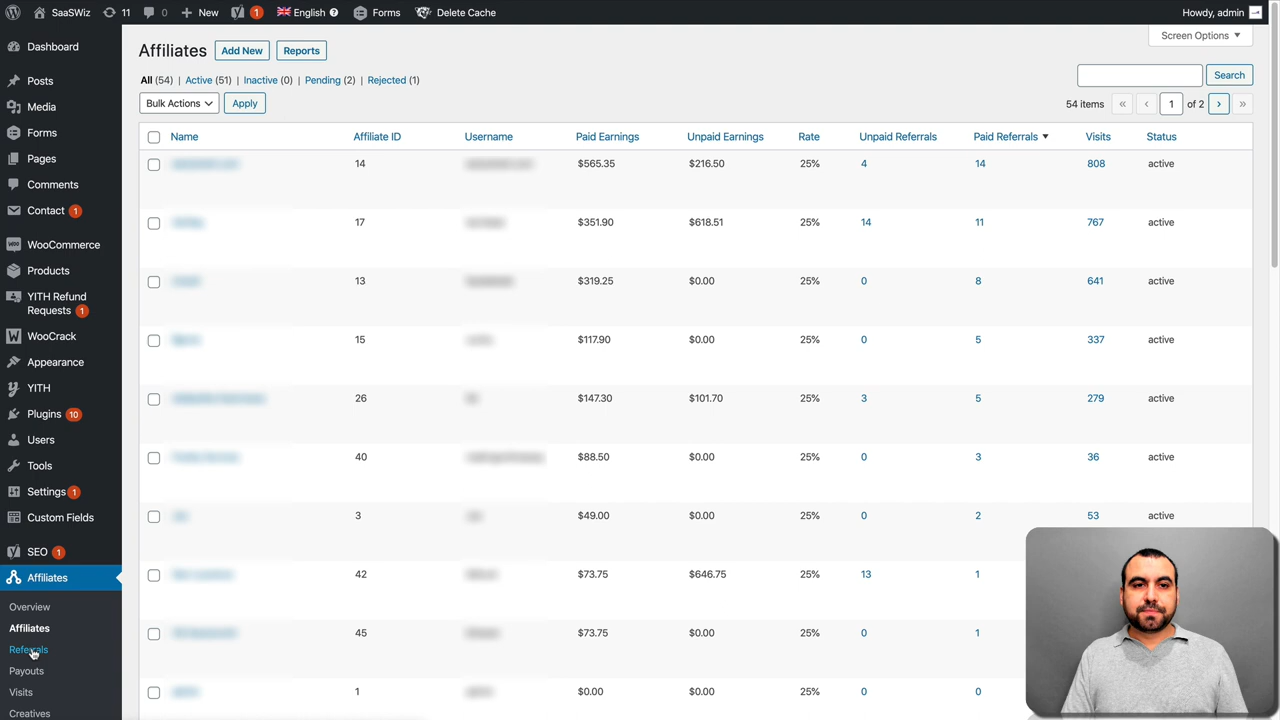 SaaSWiz 11 0 New 1 English Forms Delete Cache Howdy, admin
Screen Options
Dashboard
Posts
Media
Forms
Pages
Comments
Contact 1
WooCommerce
Products
YITH Refund
Requests 1
WooCrack
Appearance
YITH
Plugins 10
Users
Tools
Settings 1
Custom Fields
SEO 1
Affiliates
Overview
Affiliates
Referrals
Payouts
Visits
Creatives
Affiliates Add New Reports
All (54) | Active (51) | Inactive (0) | Pending (2) | Rejected (1)
Search
Bulk Actions Apply
54 items « ‹ 1 of 2 › »
Name Affiliate ID Username Paid Earnings Unpaid Earnings Rate Unpaid Referrals Paid Referrals Visits Status
14 $565.35 $216.50 25% 4 14 808 active
17 $351.90 $618.51 25% 14 11 767 active
13 $319.25 $0.00 25% 0 8 641 active
15 $117.90 $0.00 25% 0 5 337 active
26 $147.30 $101.70 25% 3 5 279 active
40 $88.50 $0.00 25% 0 3 36 active
3 $49.00 $0.00 25% 0 2 53 active
42 $73.75 $646.75 25% 13 1
45 $73.75 $0.00 25% 0 1
1 $0.00 $0.00 25% 0 0